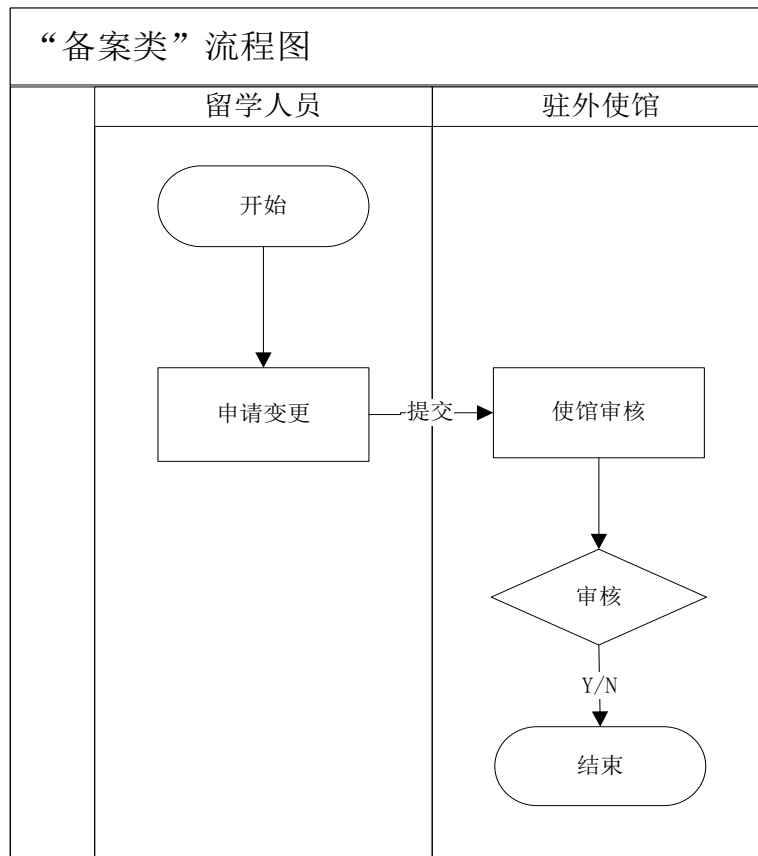 “备案类”流程图
留学人员
驻外使馆
开始
申请变更
提交
使馆审核
审核
Y/N
结束